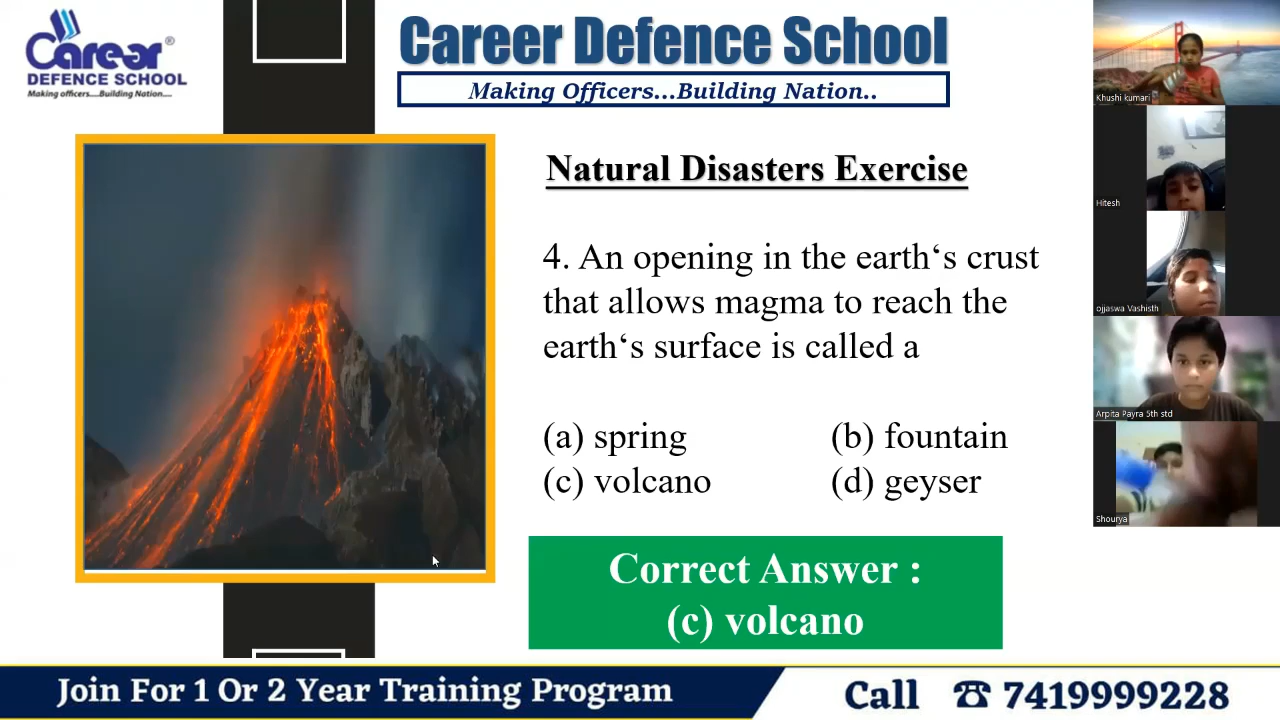 Carear
DEFENCE SCHOOL
Making officers....Building Nation....
Career Defence School
Making Officers...Building Nation..
Natural Disasters Exercise
4. An opening in the earth‘s crust
that allows magma to reach the
earth‘s surface is called a
(a) spring (b) fountain
(c) volcano (d) geyser
Correct Answer :
(c) volcano
Khushi kumari
Hitesh
ojjaswa Vashisth
Arpita Payra 5th std
Shourya
Join For 1 Or 2 Year Training Program
Call ☎ 7419999228